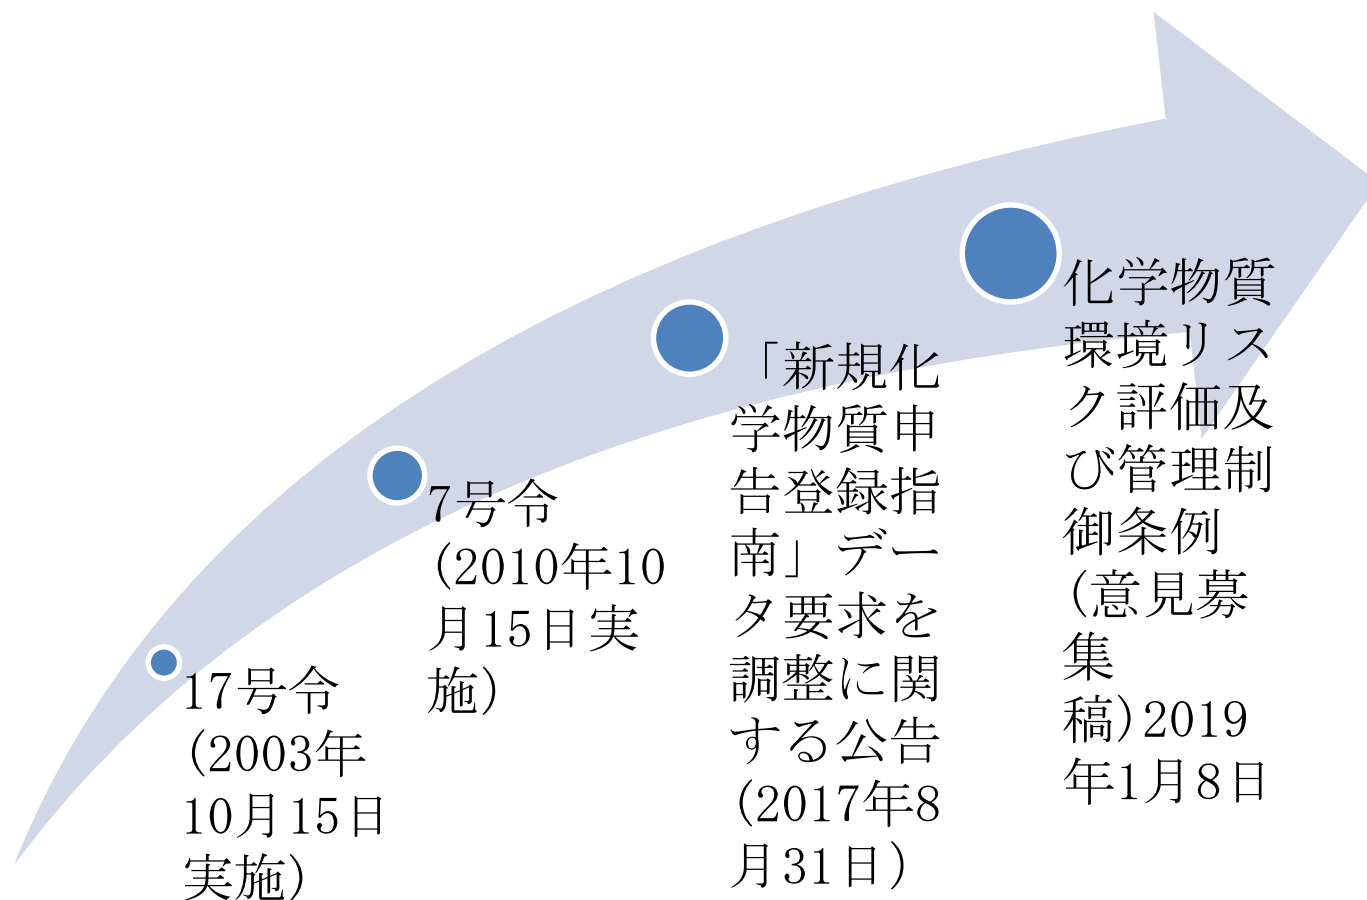 17号令
(2003年
10月15日
実施)
7号令
(2010年10
月15日実
施)
「新規化
学物質申
告登録指
南」デー
タ要求を
調整に関
する公告
(2017年8
月31日)
化学物質
環境リス
ク評価及
び管理制
御条例
(意見募
集
稿)2019
年1月8日